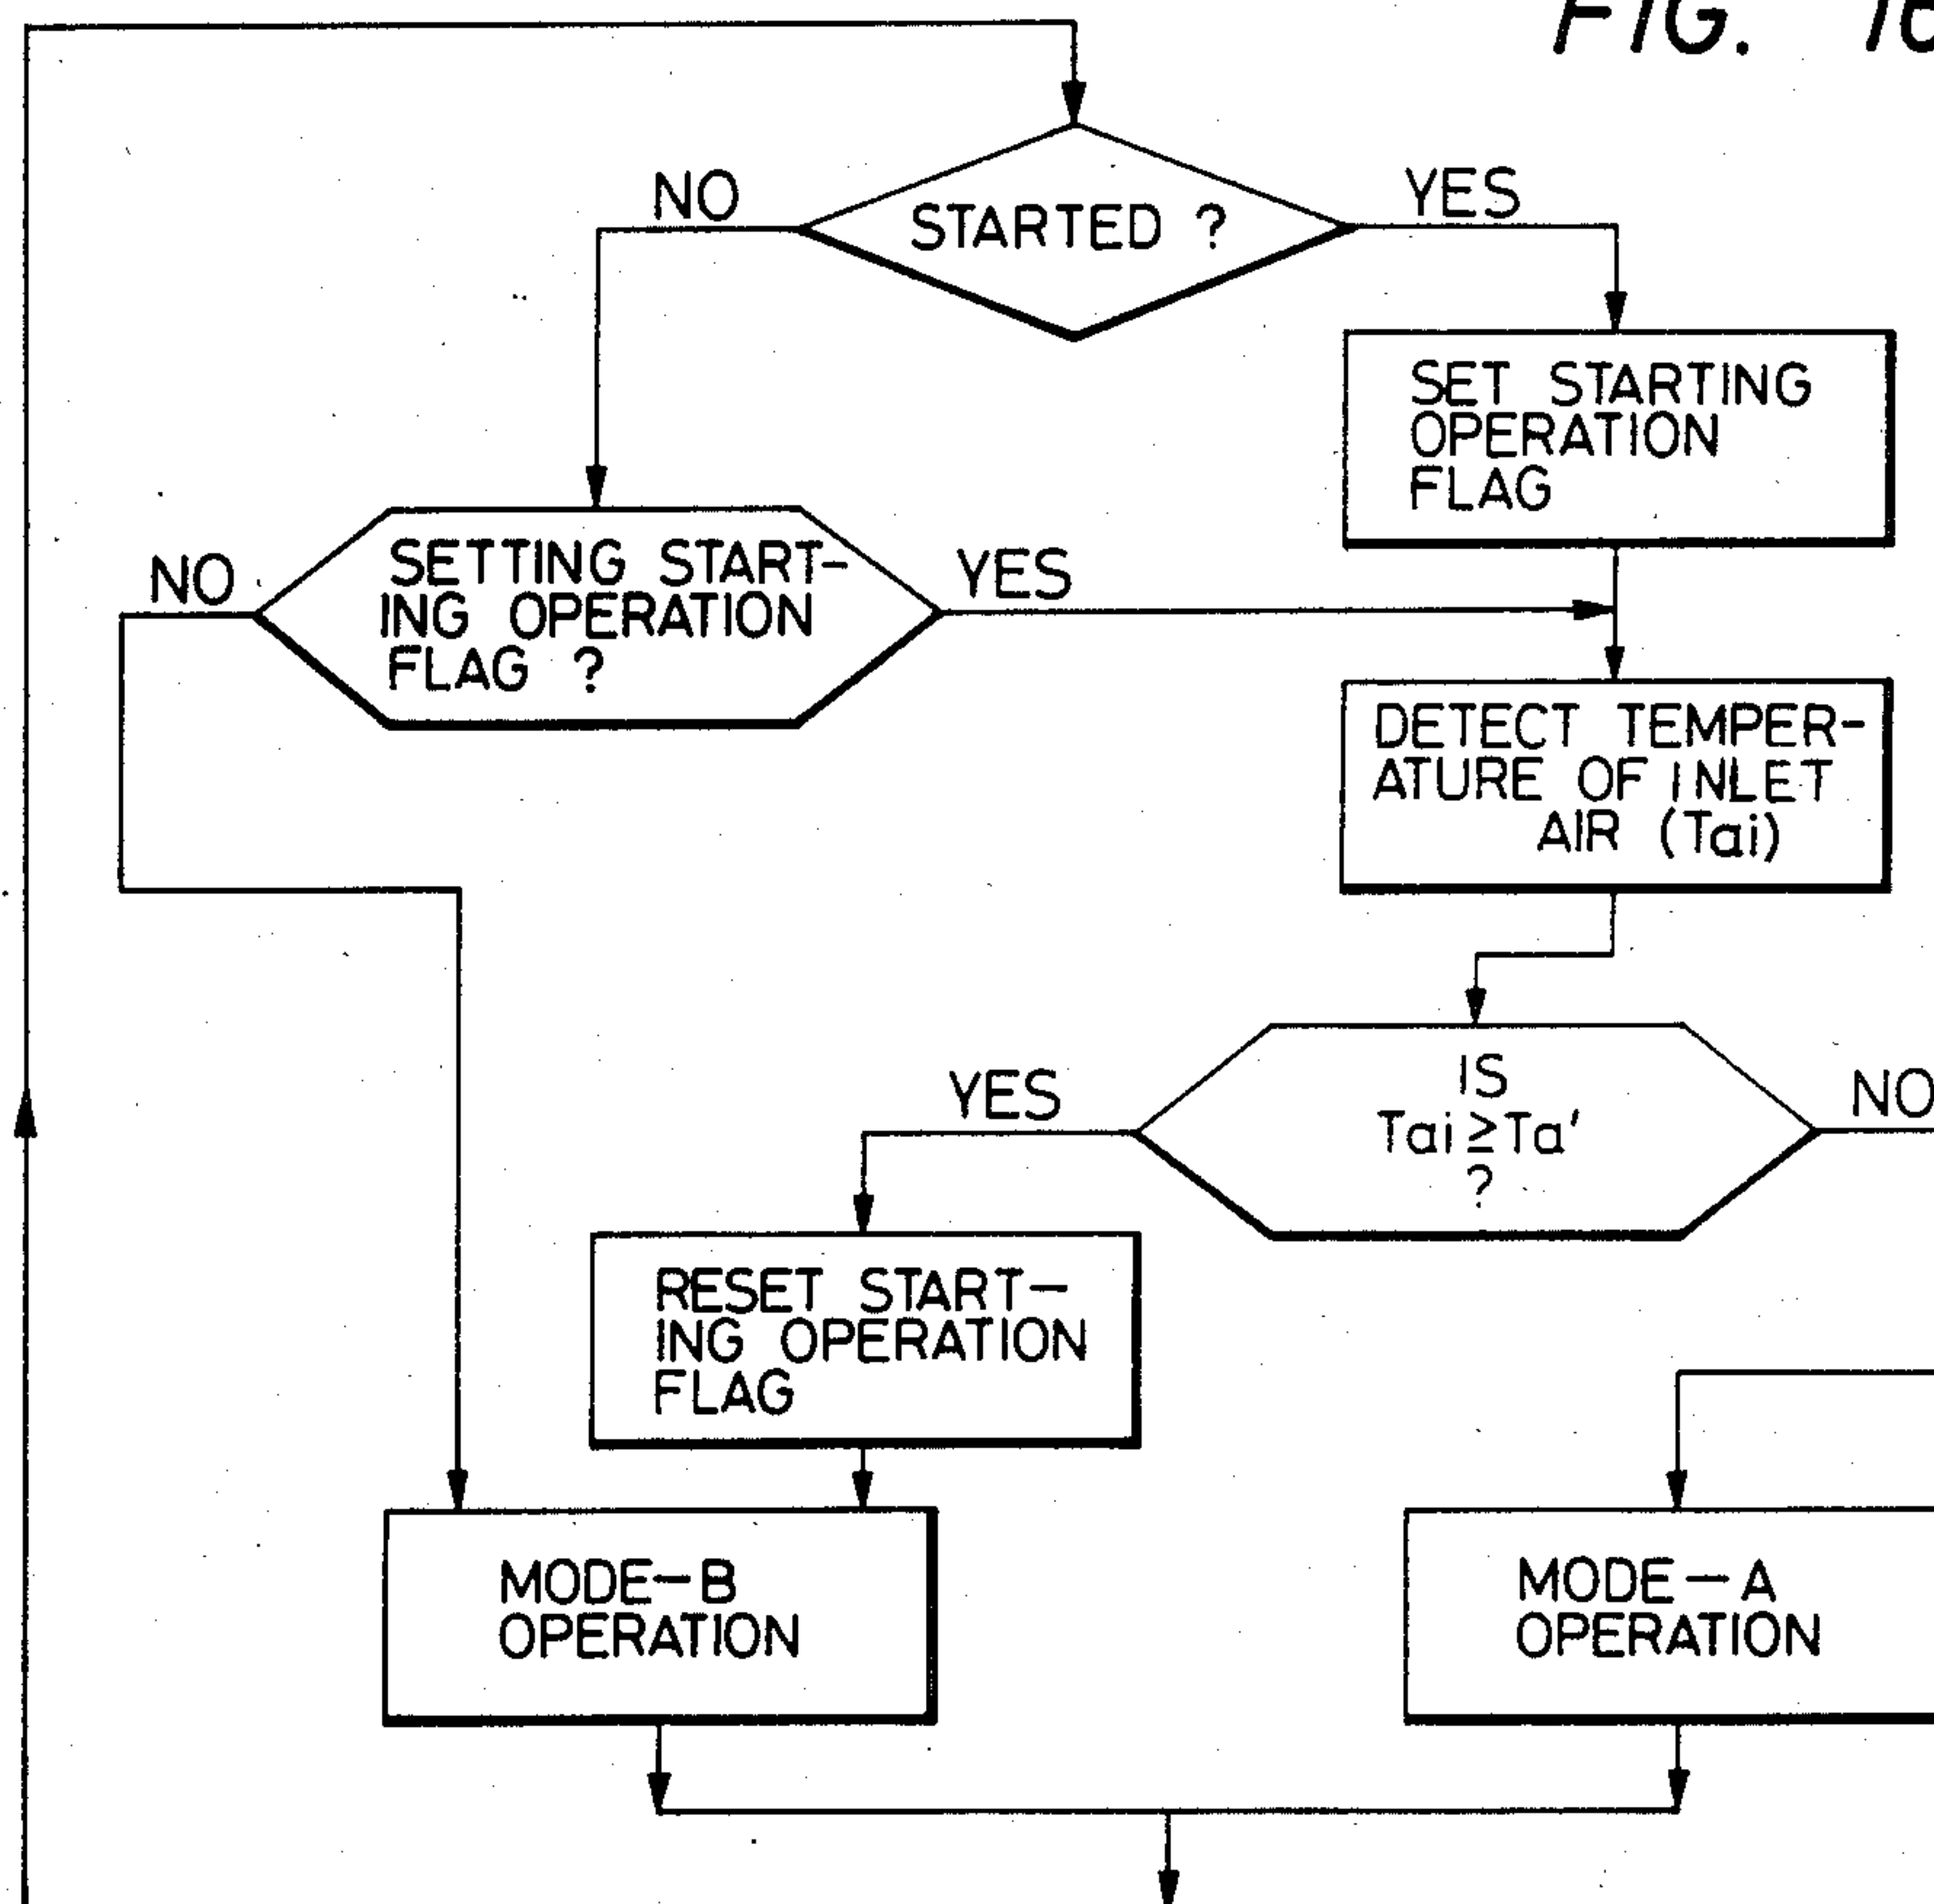 FIG.
NO
STARTED ?
YES
SET STARTING
OPERATION
FLAG
NO
SETTING START-
ING OPERATION
FLAG ?
YES
DETECT TEMPER-
ATURE OF INLET
AIR (Tai)
YES
IS
Tai ≥ Ta'
?
NO
RESET START-
ING OPERATION
FLAG
MODE-B
OPERATION
MODE-A
OPERATION